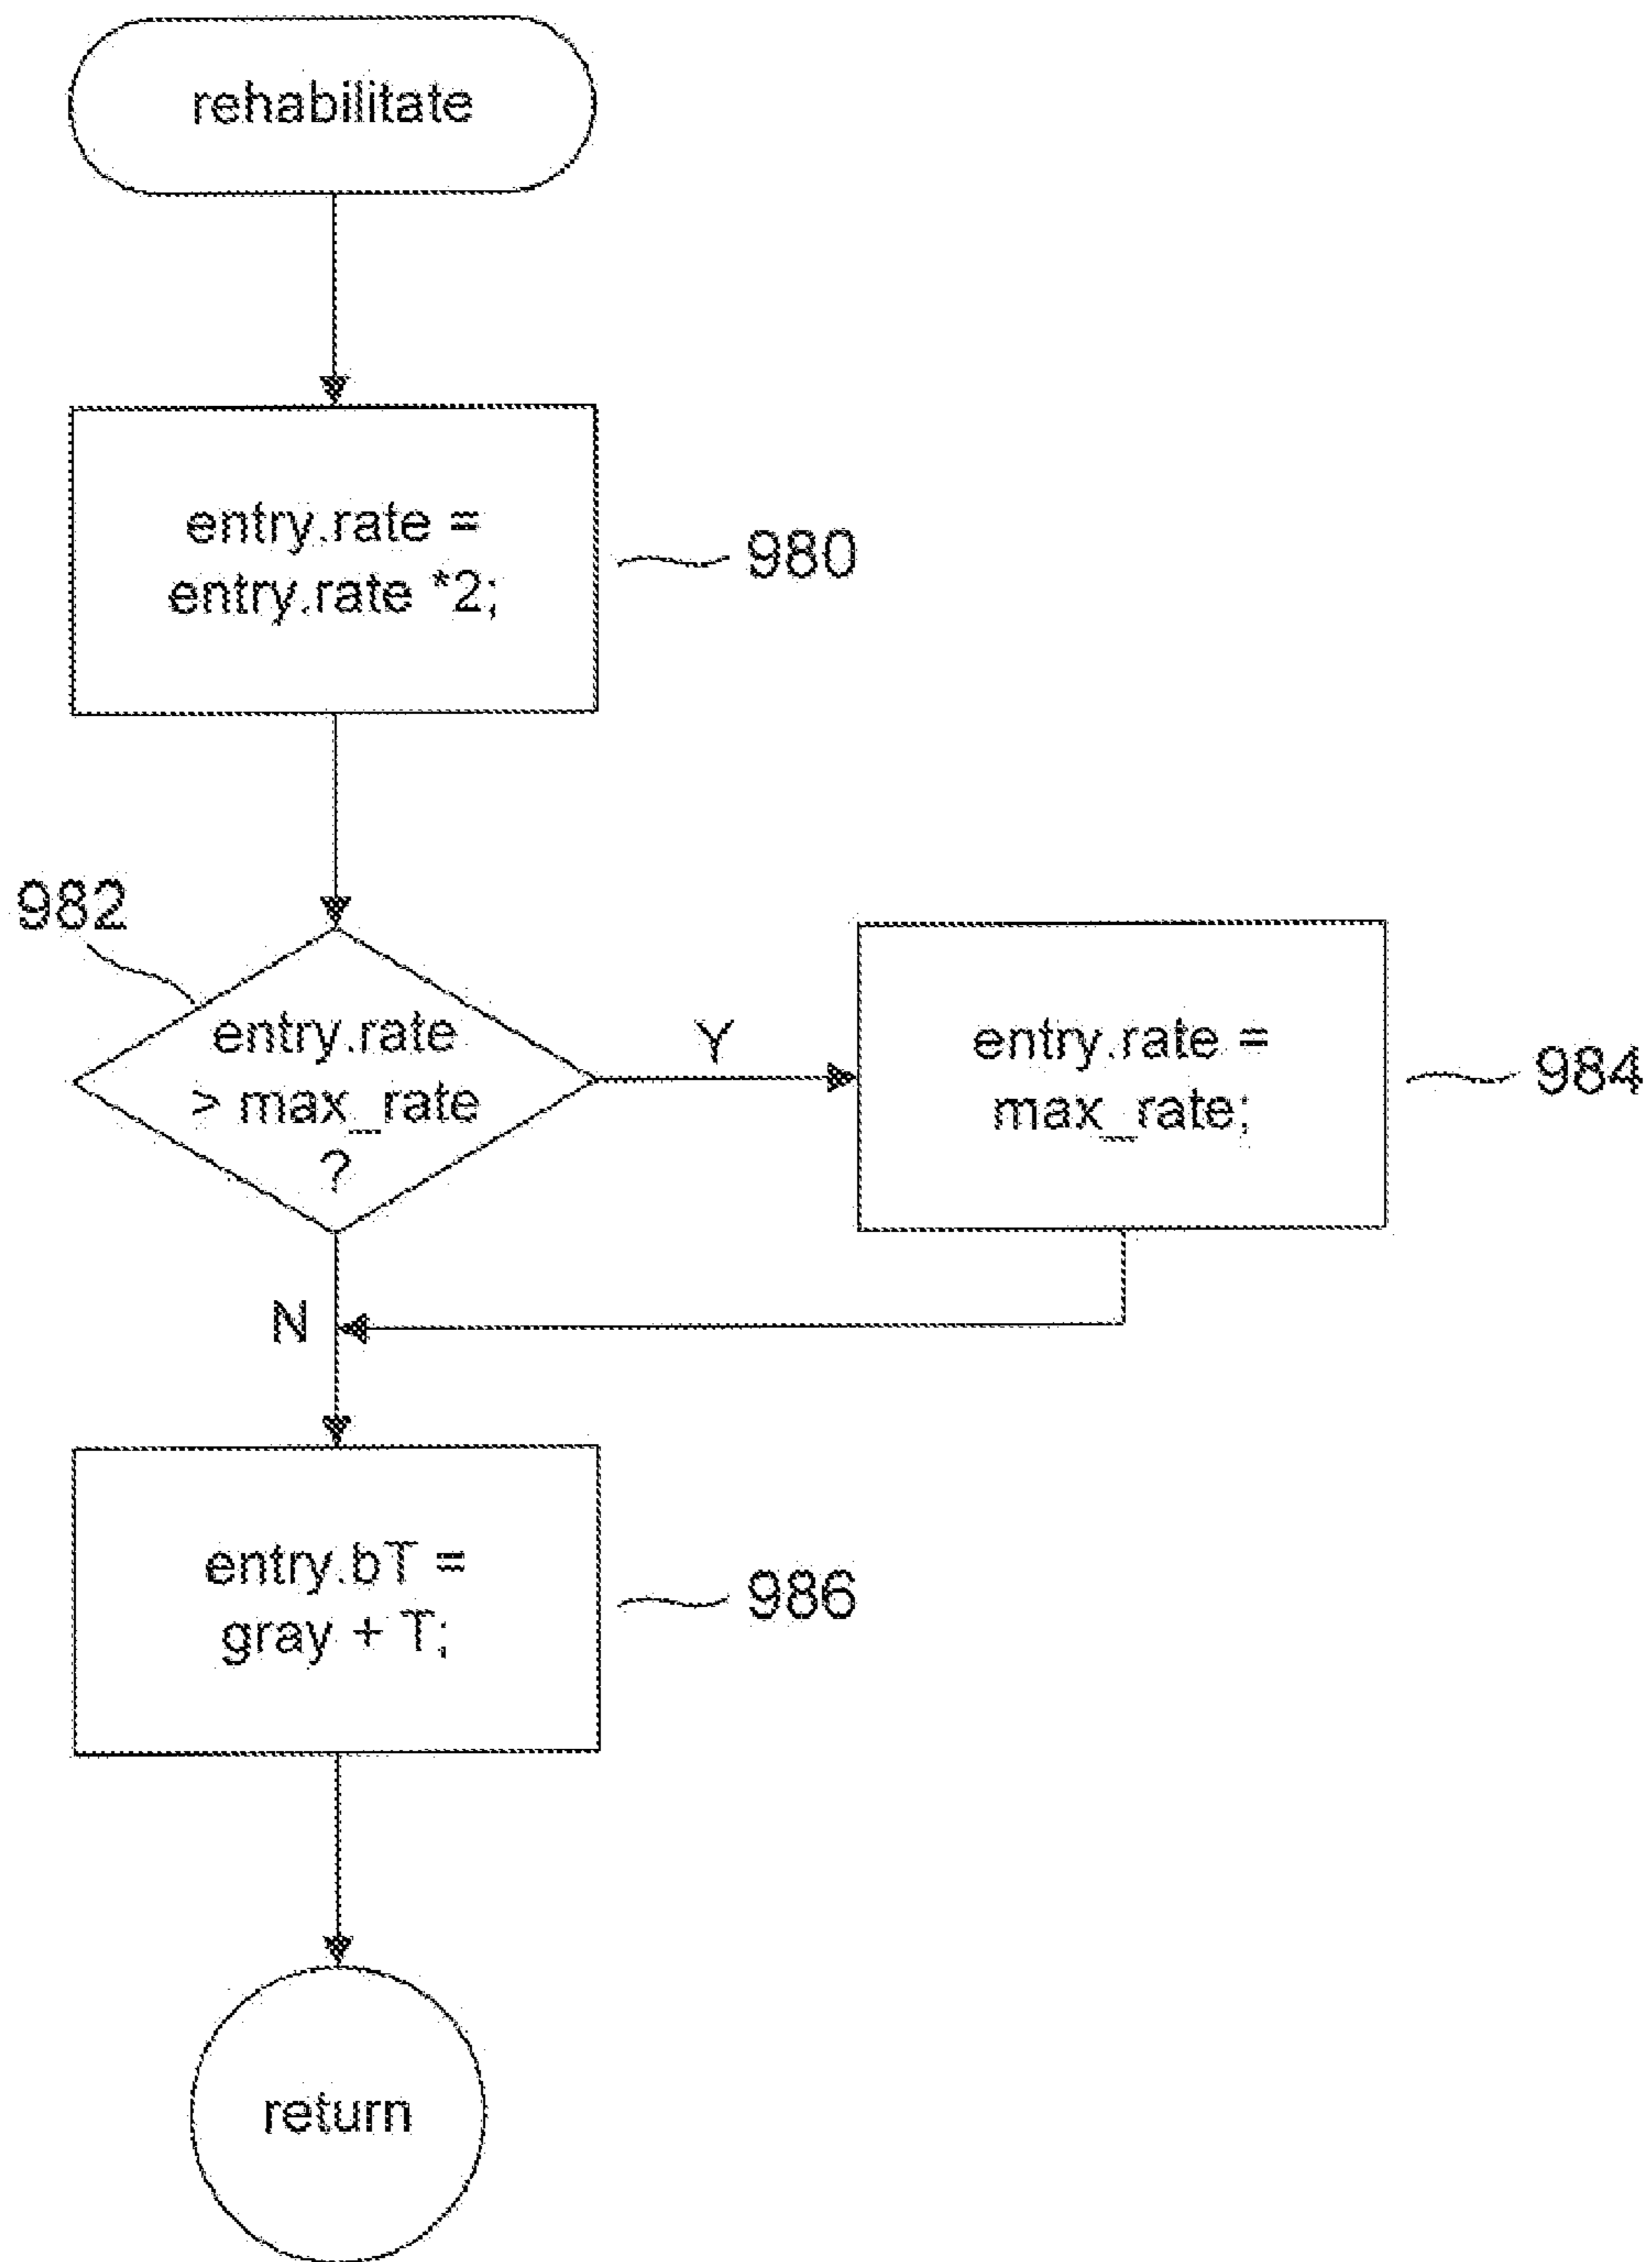 rehabilitate
entry.rate =
entry.rate *2;
980
982
entry.rate
> max_rate
?
Y
entry.rate =
max_rate;
984
N
entry.bT =
gray + T;
986
return